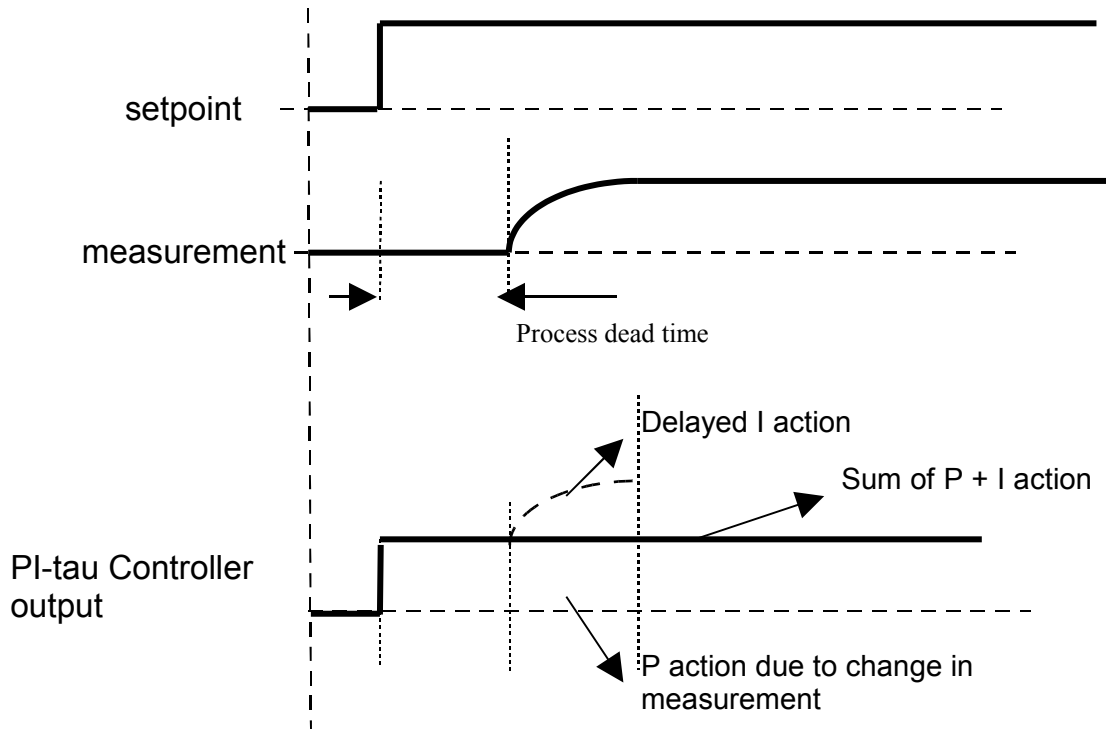 setpoint
measurement
Process dead time
Delayed I action
Sum of P + I action
PI-tau Controller
output
P action due to change in
measurement